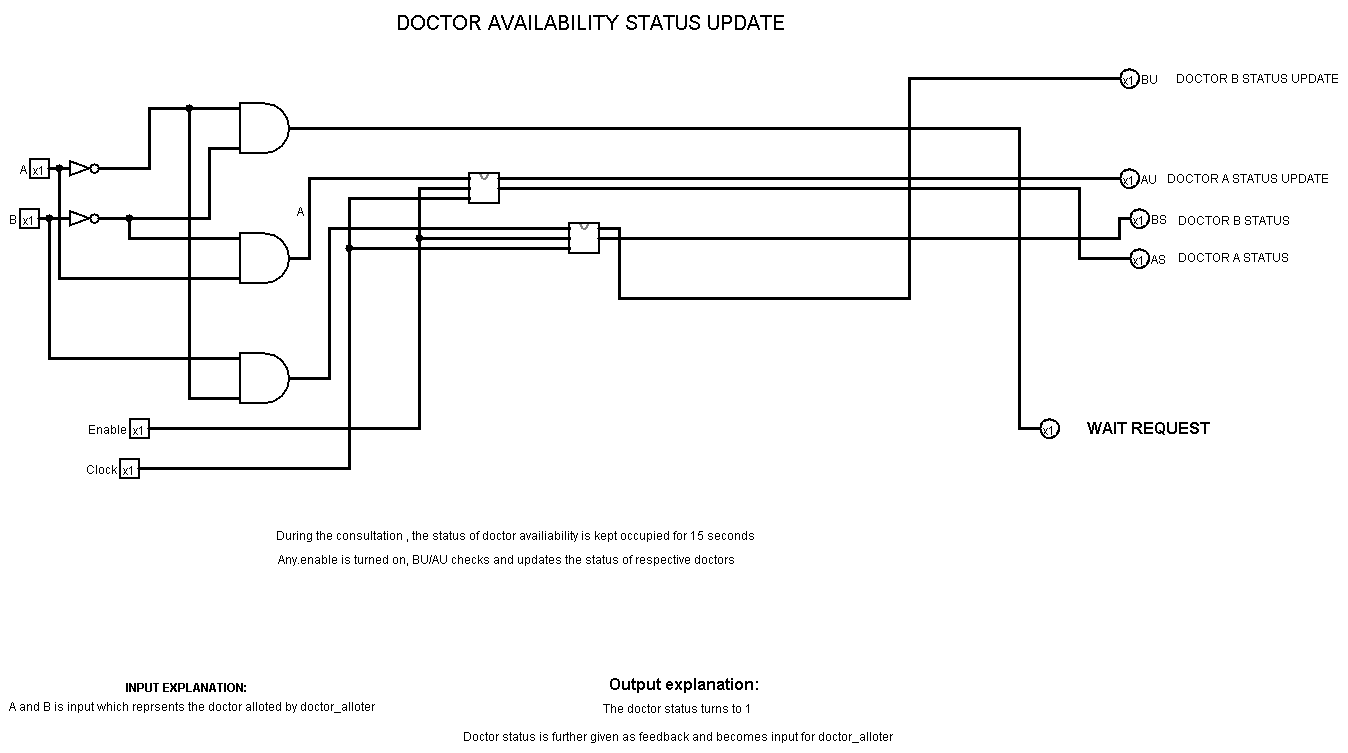 DOCTOR AVAILABILITY STATUS UPDATE
x1 BU DOCTOR B STATUS UPDATE
A x1
x1 AU DOCTOR A STATUS UPDATE
B x1
A
x1 BS DOCTOR B STATUS
x1 AS DOCTOR A STATUS
Enable x1
x1 WAIT REQUEST
Clock x1
During the consultation , the status of doctor availiability is kept occupied for 15 seconds
Any.enable is turned on, BU/AU checks and updates the status of respective doctors
INPUT EXPLANATION:
A and B is input which reprsents the doctor alloted by doctor_alloter
Output explanation:
The doctor status turns to 1
Doctor status is further given as feedback and becomes input for doctor_alloter